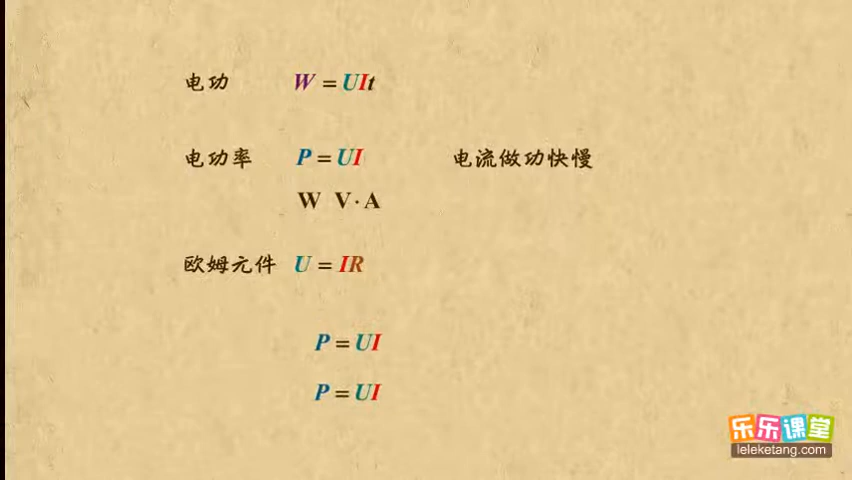 电功 W = UIt
电功率 P = UI 电流做功快慢
W V·A
欧姆元件 U = IR
P = UI
P = UI
乐乐课堂
leleketang.com